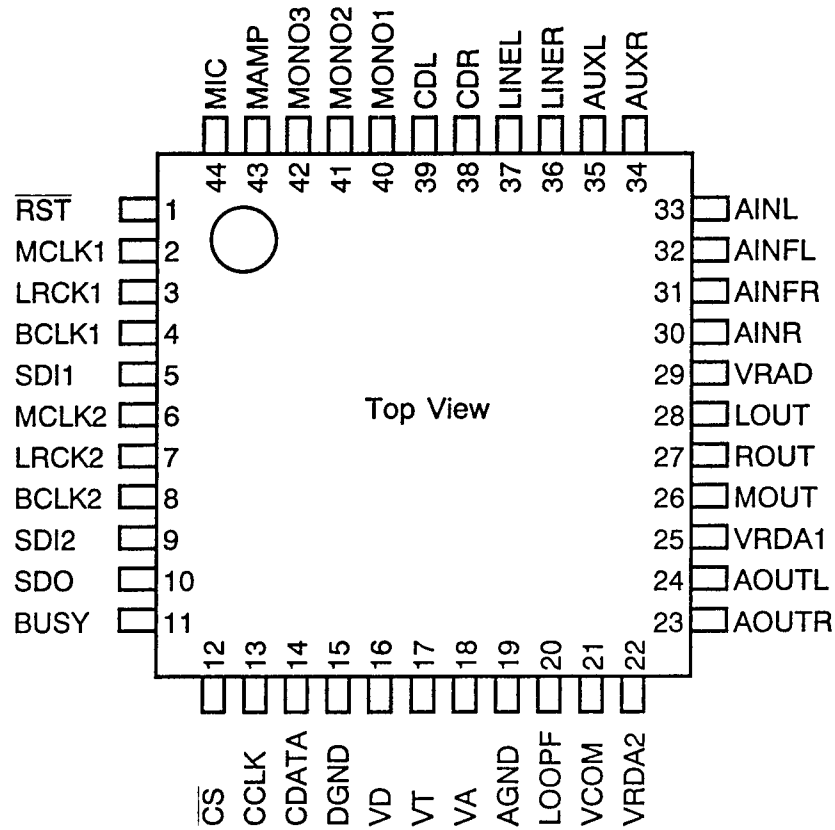 MIC
MAMP
MONO3
MONO2
MONO1
CDL
CDR
LINEL
LINER
AUXL
AUXR
44
43
42
41
40
39
38
37
36
35
34
R̅S̅T̅ 1
MCLK1 2
LRCK1 3
BCLK1 4
SDI1 5
MCLK2 6
LRCK2 7
BCLK2 8
SDI2 9
SDO 10
BUSY 11
Top View
33 AINL
32 AINFL
31 AINFR
30 AINR
29 VRAD
28 LOUT
27 ROUT
26 MOUT
25 VRDA1
24 AOUTL
23 AOUTR
12
13
14
15
16
17
18
19
20
21
22
C̅S̅
CCLK
CDATA
DGND
VD
VT
VA
AGND
LOOPF
VCOM
VRDA2